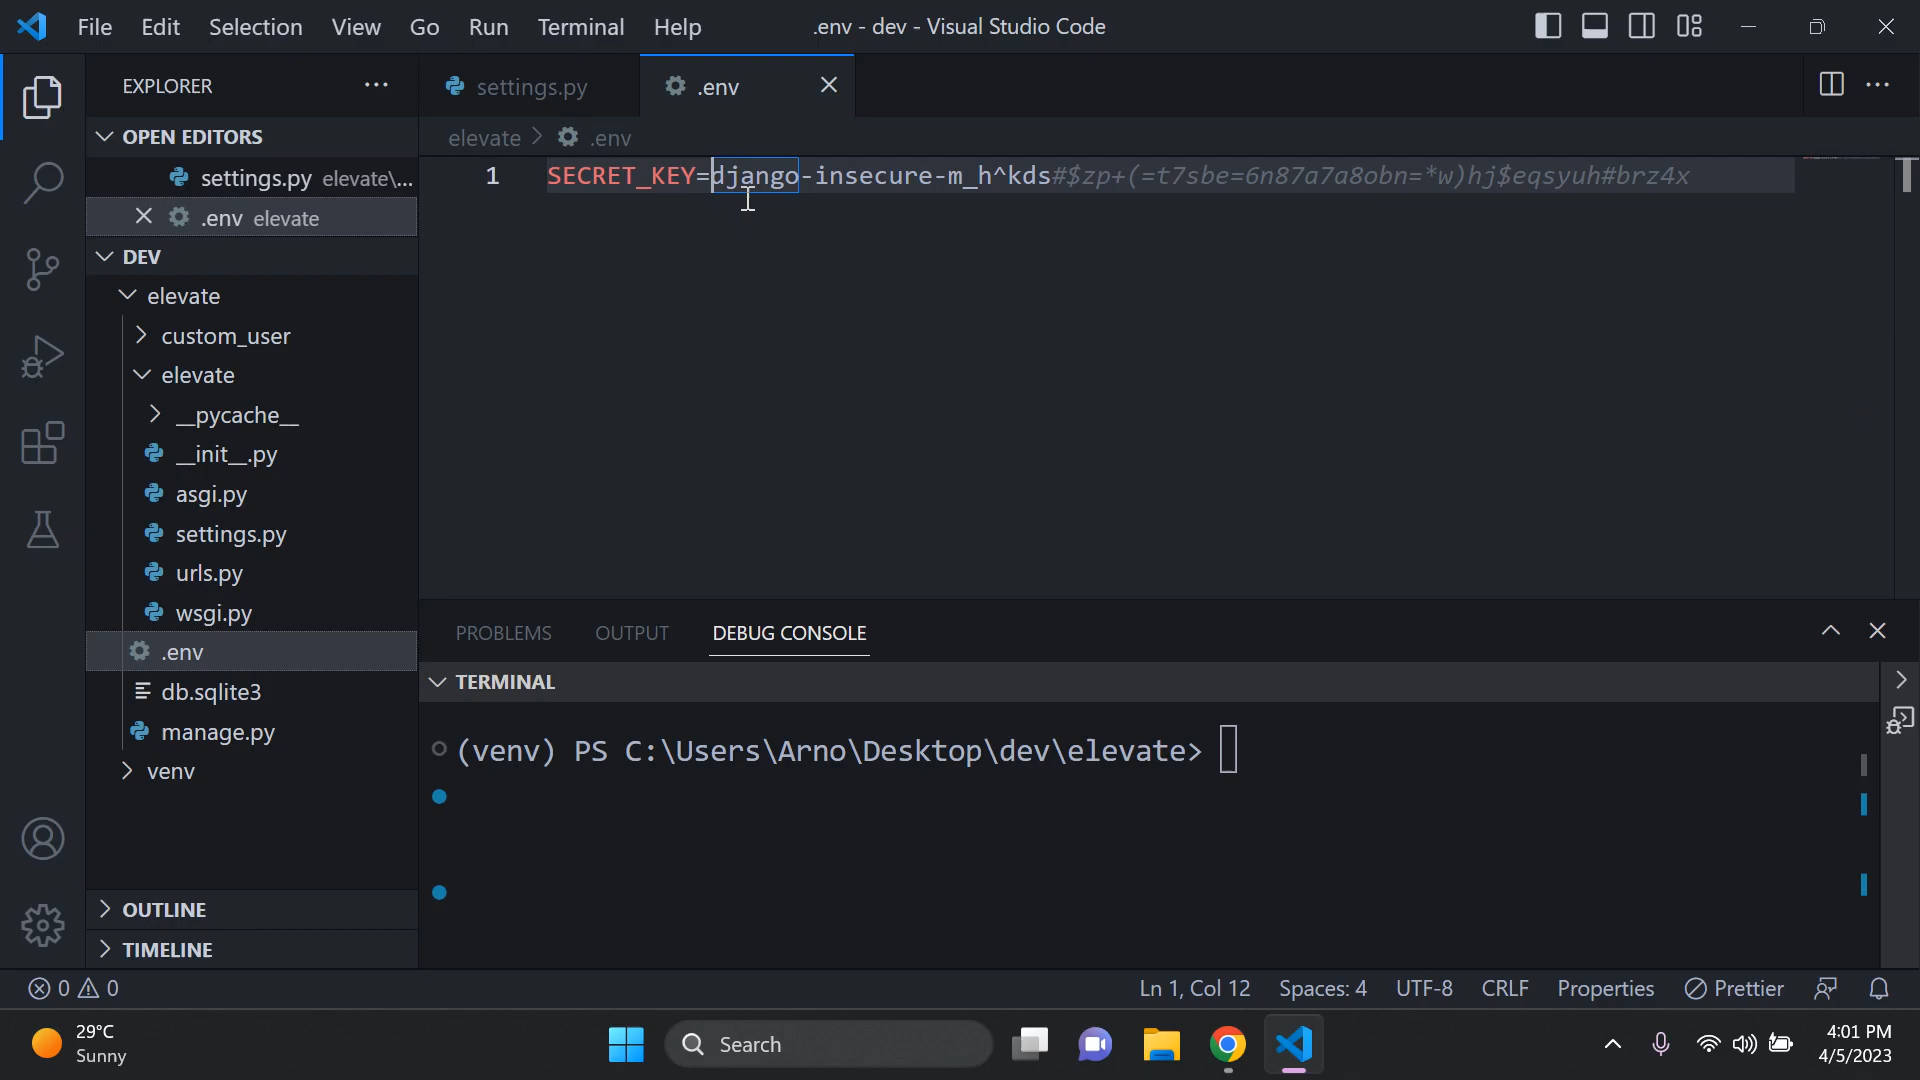 File Edit Selection View Go Run Terminal Help .env - dev - Visual Studio Code
EXPLORER
settings.py
.env
OPEN EDITORS
elevate > .env
settings.py elevate\...
1 SECRET_KEY=django-insecure-m_h^kds#$zp+(=t7sbe=6n87a7a8obn=*w)hj$eqsyuh#brz4x
.env elevate
DEV
elevate
custom_user
elevate
__pycache__
__init__.py
asgi.py
settings.py
urls.py
wsgi.py
.env
db.sqlite3
manage.py
venv
OUTLINE
TIMELINE
PROBLEMS OUTPUT DEBUG CONSOLE
TERMINAL
(venv) PS C:\Users\Arno\Desktop\dev\elevate>
0 0 Ln 1, Col 12 Spaces: 4 UTF-8 CRLF Properties Prettier
29°C
Sunny
Search
4:01 PM
4/5/2023